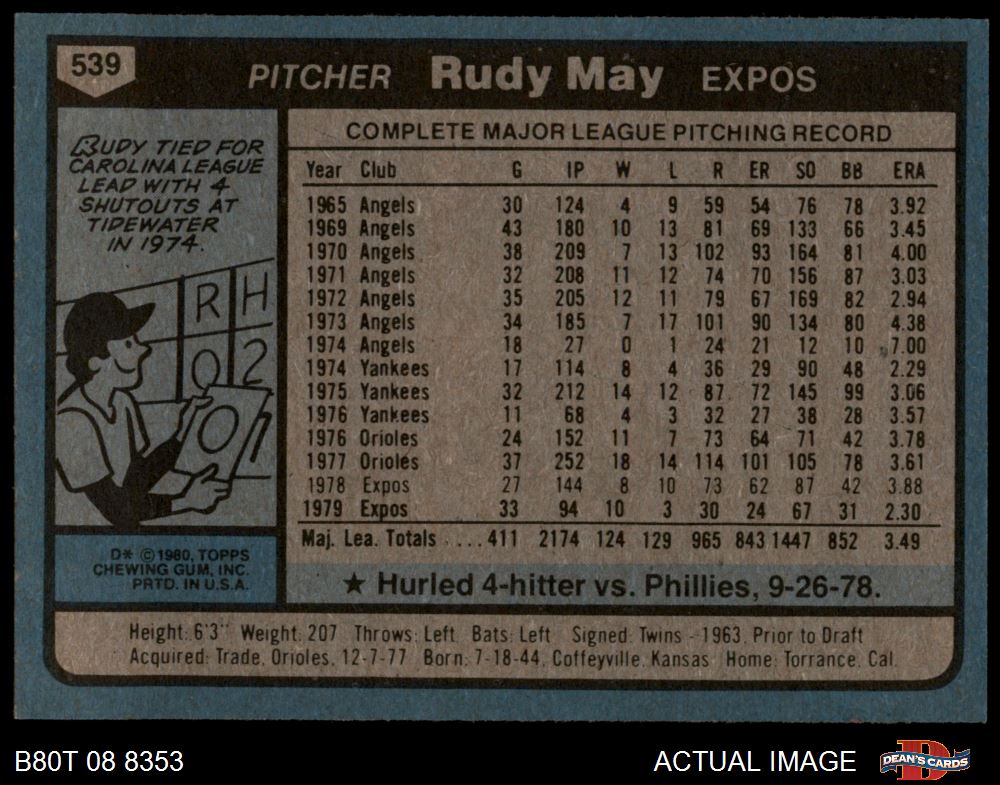 539
PITCHER Rudy May EXPOS
RUDY TIED FOR
CAROLINA LEAGUE
LEAD WITH 4
SHUTOUTS AT
TIDEWATER
IN 1974.
R H
0 2
0 1
D* ©1980, TOPPS
CHEWING GUM, INC.
PRTD. IN U.S.A.
COMPLETE MAJOR LEAGUE PITCHING RECORD
Year Club G IP W L R ER SO BB ERA
1965 Angels 30 124 4 9 59 54 76 78 3.92
1969 Angels 43 180 10 13 81 69 133 66 3.45
1970 Angels 38 209 7 13 102 93 164 81 4.00
1971 Angels 32 208 11 12 74 70 156 87 3.03
1972 Angels 35 205 12 11 79 67 169 82 2.94
1973 Angels 34 185 7 17 101 90 134 80 4.38
1974 Angels 18 27 0 1 24 21 12 10 7.00
1974 Yankees 17 114 8 4 36 29 90 48 2.29
1975 Yankees 32 212 14 12 87 72 145 99 3.06
1976 Yankees 11 68 4 3 32 27 38 28 3.57
1976 Orioles 24 152 11 7 73 64 71 42 3.78
1977 Orioles 37 252 18 14 114 101 105 78 3.61
1978 Expos 27 144 8 10 73 62 87 42 3.88
1979 Expos 33 94 10 3 30 24 67 31 2.30
Maj. Lea. Totals ....411 2174 124 129 965 843 1447 852 3.49
★ Hurled 4-hitter vs. Phillies, 9-26-78.
Height: 6'3" Weight: 207 Throws: Left Bats: Left Signed: Twins - 1963, Prior to Draft
Acquired: Trade, Orioles, 12-7-77 Born: 7-18-44, Coffeyville, Kansas Home: Torrance, Cal.
B80T 08 8353
ACTUAL IMAGE
DEAN'S CARDS